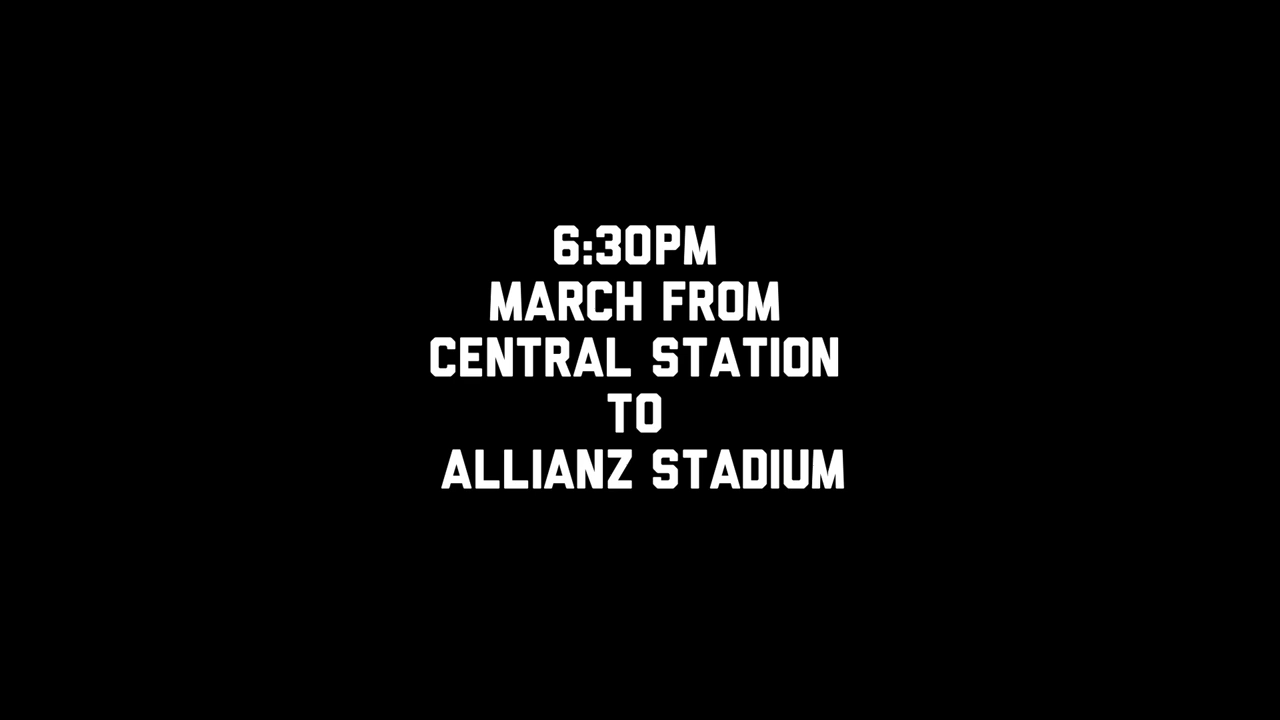 6:30PM
MARCH FROM
CENTRAL STATION
TO
ALLIANZ STADIUM